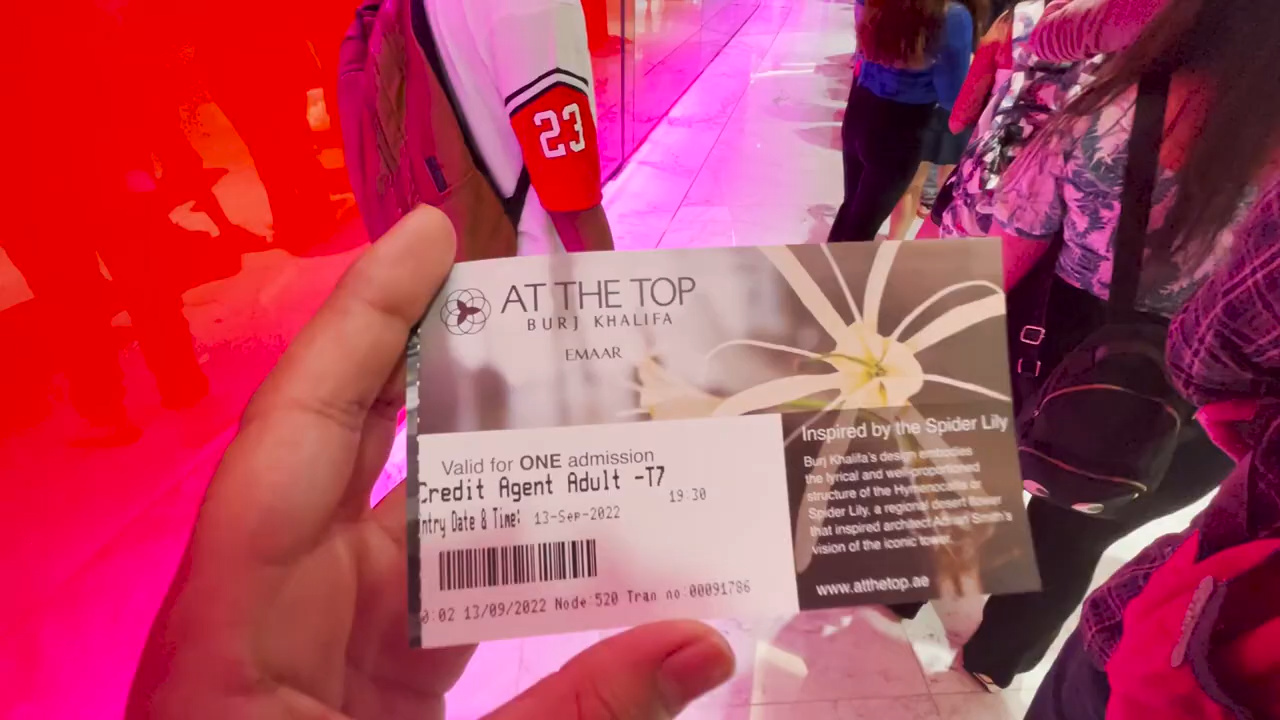 23
AT THE TOP
BURJ KHALIFA
EMAAR
Valid for ONE admission
Credit Agent Adult -T7
19:30
ntry Date & Time: 13-Sep-2022
0:02 13/09/2022 Node:520 Tran no:00091786
Inspired by the Spider Lily
Burj Khalifa's design embodies
the lyrical and well-proportioned
structure of the Hymenocallis or
Spider Lily, a regional desert flower
that inspired architect Adrian Smith's
vision of the iconic tower.
www.atthetop.ae